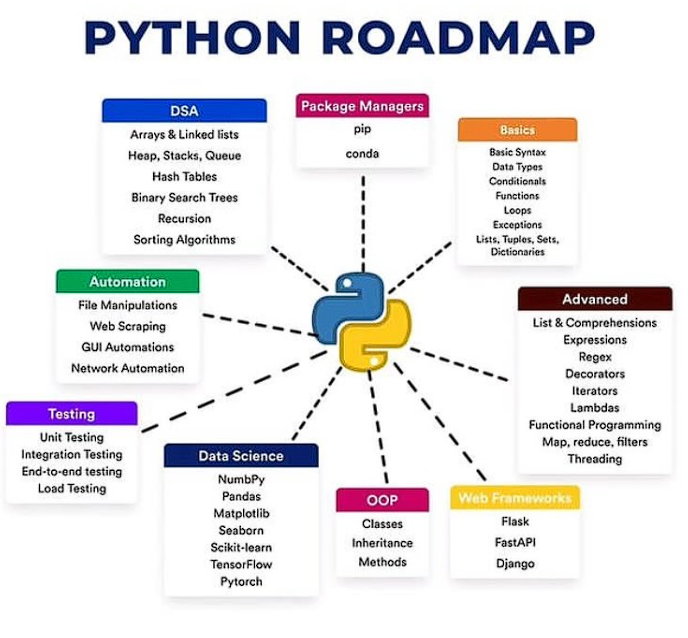 PYTHON ROADMAP
DSA
Arrays & Linked lists
Heap, Stacks, Queue
Hash Tables
Binary Search Trees
Recursion
Sorting Algorithms
Package Managers
pip
conda
Basics
Basic Syntax
Data Types
Conditionals
Functions
Loops
Exceptions
Lists, Tuples, Sets,
Dictionaries
Automation
File Manipulations
Web Scraping
GUI Automations
Network Automation
Advanced
List & Comprehensions
Expressions
Regex
Decorators
Iterators
Lambdas
Functional Programming
Map, reduce, filters
Threading
Testing
Unit Testing
Integration Testing
End-to-end testing
Load Testing
Data Science
NumbPy
Pandas
Matplotlib
Seaborn
Scikit-learn
TensorFlow
Pytorch
OOP
Classes
Inheritance
Methods
Web Frameworks
Flask
FastAPI
Django